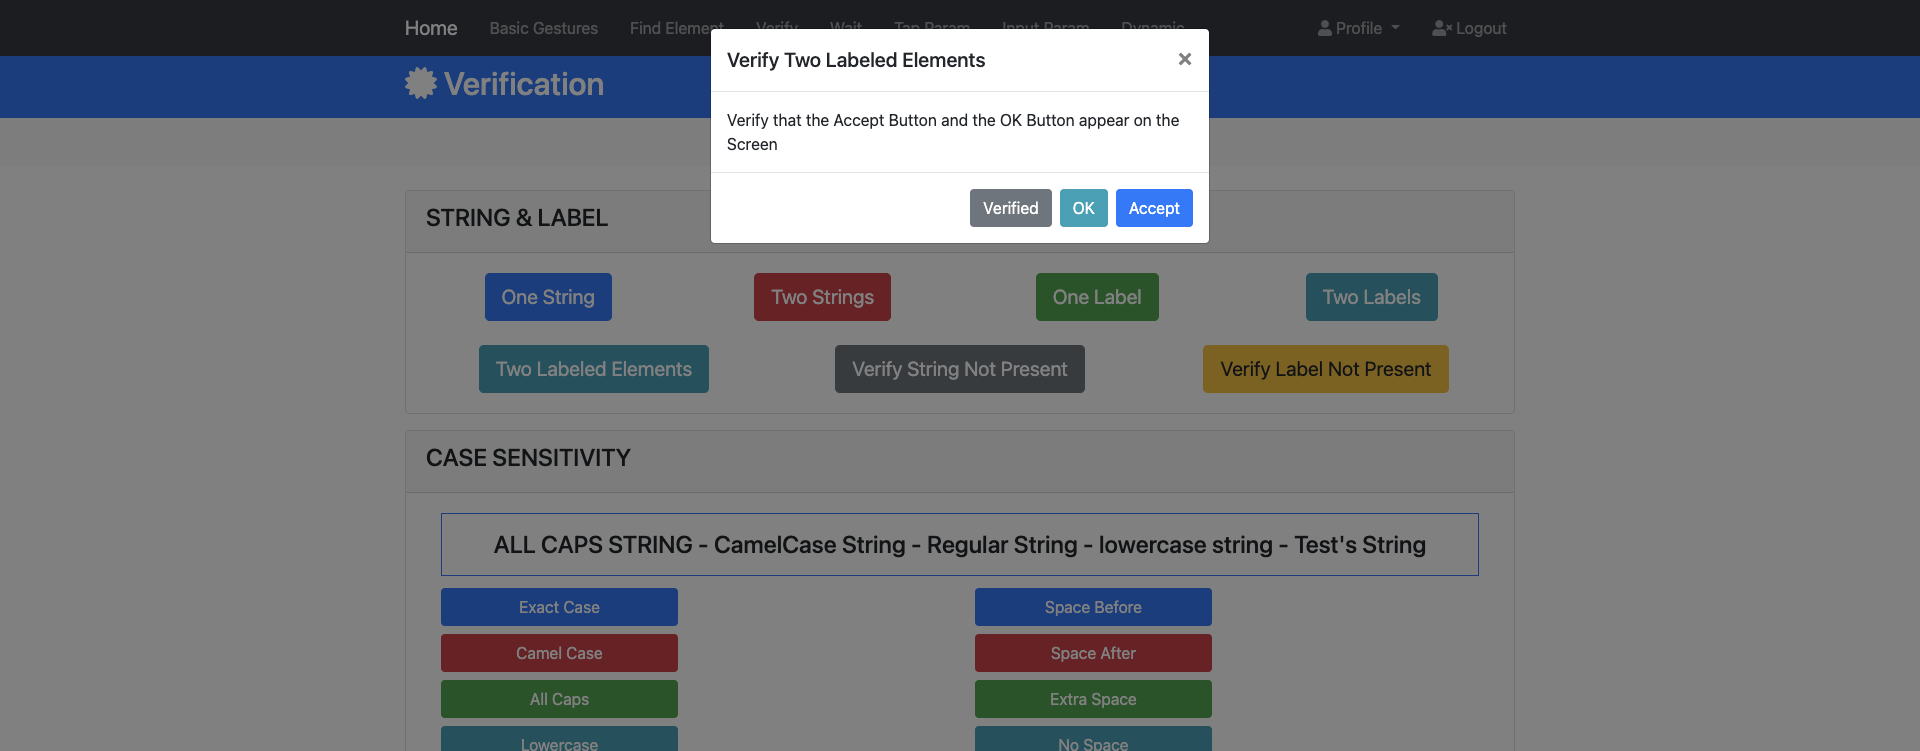 Home Basic Gestures Find Element Verify Wait Tap Param Input Param Dynamic Profile Logout
Verification
Verify Two Labeled Elements ×
Verify that the Accept Button and the OK Button appear on the
Screen
Verified OK Accept
STRING & LABEL
One String Two Strings One Label Two Labels
Two Labeled Elements Verify String Not Present Verify Label Not Present
CASE SENSITIVITY
ALL CAPS STRING - CamelCase String - Regular String - lowercase string - Test's String
Exact Case Space Before
Camel Case Space After
All Caps Extra Space
Lowercase No Space